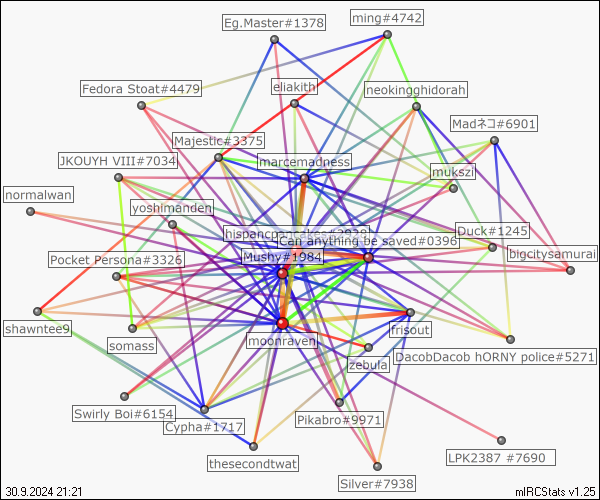 ming#4742
Eg.Master#1378
Fedora Stoat#4479
eliakith
neokingghidorah
Madネコ#6901
Majestic#3375
JKOUYH VIII#7034
marcemadness
mukszi
normalwan
yoshimanden
hispancpancakes#3928
Can anything be saved#0396
Duck#1245
bigcitysamurai
Pocket Persona#3326
Mushy#1984
shawntee9
somass
moonraven
frisout
zebula
DacobDacob hORNY police#5271
Swirly Boi#6154
Cypha#1717
Pikabro#9971
thesecondtwat
Silver#7938
LPK2387 #7690
30.9.2024 21:21
mIRCStats v1.25